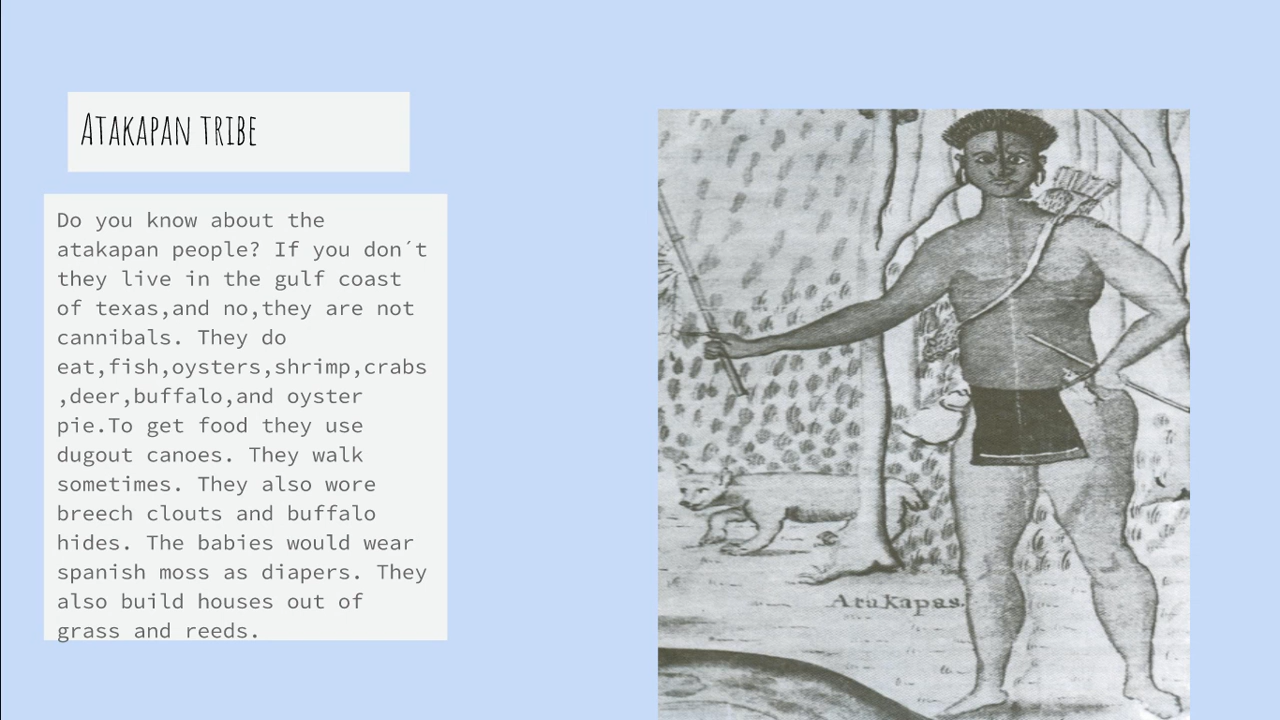 Atakapan tribe
Do you know about the
atakapan people? If you don´t
they live in the gulf coast
of texas,and no,they are not
cannibals. They do
eat,fish,oysters,shrimp,crabs
,deer,buffalo,and oyster
pie.To get food they use
dugout canoes. They walk
sometimes. They also wore
breech clouts and buffalo
hides. The babies would wear
spanish moss as diapers. They
also build houses out of
grass and reeds.
Atakapas.